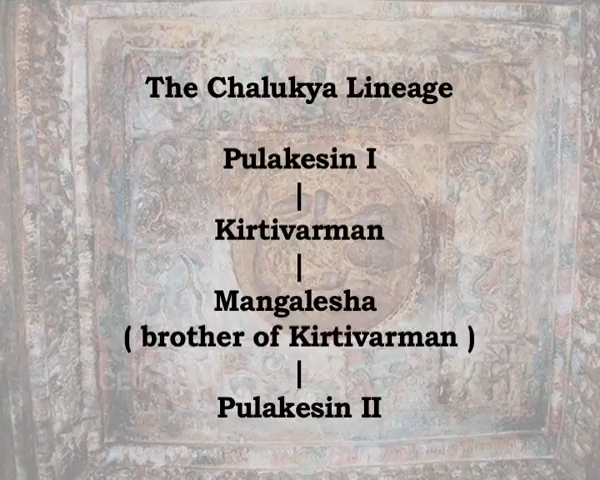 The Chalukya Lineage
Pulakesin I
|
Kirtivarman
|
Mangalesha
( brother of Kirtivarman )
|
Pulakesin II